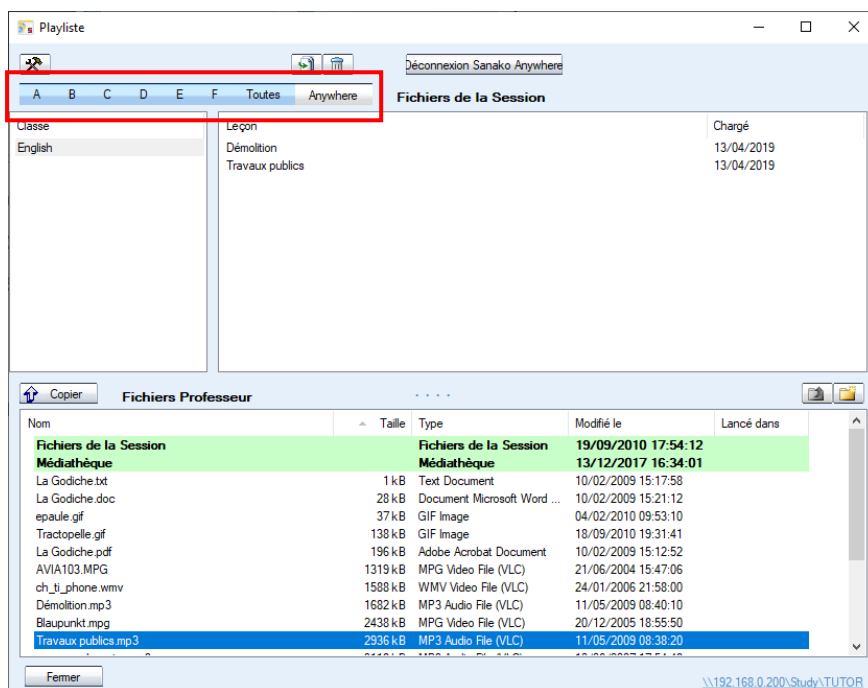 Playliste
Déconnexion Sanako Anywhere
A B C D E F Toutes Anywhere Fichiers de la Session
Classe Leçon Chargé
English Démolition 13/04/2019
Travaux publics 13/04/2019
Copier Fichiers Professeur
Nom Taille Type Modifié le Lancé dans
Fichiers de la Session Fichiers de la Session 19/09/2010 17:54:12
Médiathèque Médiathèque 13/12/2017 16:34:01
La Godiche.txt 1 kB Text Document 10/02/2009 15:17:58
La Godiche.doc 28 kB Document Microsoft Word ... 10/02/2009 15:21:12
epaule.gif 37 kB GIF Image 04/02/2010 09:53:10
Tractopelle.gif 138 kB GIF Image 18/09/2010 19:31:41
La Godiche.pdf 196 kB Adobe Acrobat Document 10/02/2009 15:12:52
AVIA103.MPG 1319 kB MPG Video File (VLC) 21/06/2004 15:47:06
ch_ti_phone.wmv 1588 kB WMV Video File (VLC) 24/01/2006 21:58:00
Démolition.mp3 1682 kB MP3 Audio File (VLC) 11/05/2009 08:40:10
Blaupunkt.mpg 2438 kB MPG Video File (VLC) 20/12/2005 18:55:50
Travaux publics.mp3 2936 kB MP3 Audio File (VLC) 11/05/2009 08:38:20
Fermer
\\192.168.0.200\Study\TUTOR